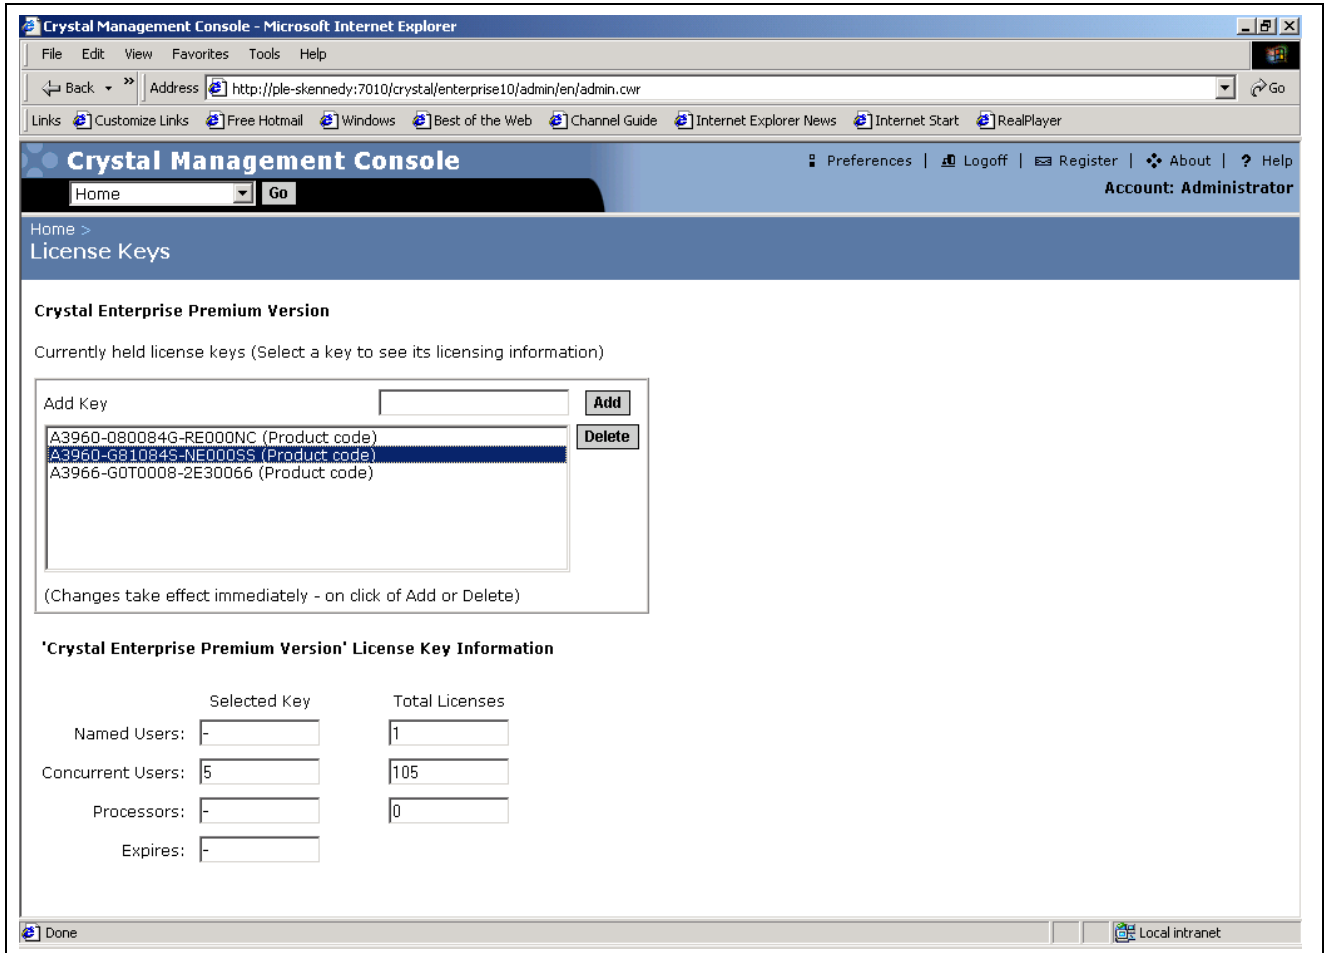 Crystal Management Console - Microsoft Internet Explorer
File Edit View Favorites Tools Help
Back » Address http://ple-skennedy:7010/crystal/enterprise10/admin/en/admin.cwr Go
Links Customize Links Free Hotmail Windows Best of the Web Channel Guide Internet Explorer News Internet Start RealPlayer
Crystal Management Console Preferences | Logoff | Register | About | ? Help
Home Go Account: Administrator
Home >
License Keys
Crystal Enterprise Premium Version
Currently held license keys (Select a key to see its licensing information)
Add Key Add
A3960-080084G-RE000NC (Product code) Delete
A3960-G81084S-NE000SS (Product code)
A3966-G0T0008-2E30066 (Product code)
(Changes take effect immediately - on click of Add or Delete)
'Crystal Enterprise Premium Version' License Key Information
Selected Key Total Licenses
Named Users: - 1
Concurrent Users: 5 105
Processors: - 0
Expires: -
Done Local intranet